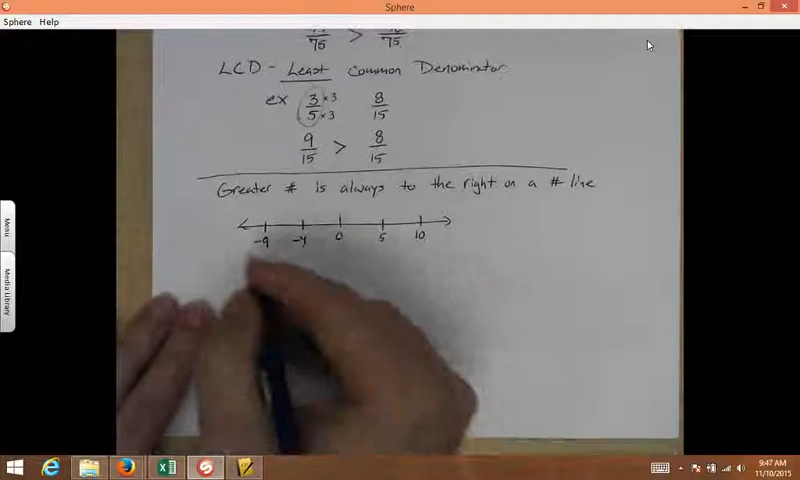 Sphere
Sphere Help
75 > 75
LCD - Least Common Denominator
ex 3/5 ×3 ×3 8/15
9/15 > 8/15
Greater # is always to the right on a # line
-9 -4 0 5 10
Menu
Media Library
9:47 AM
11/10/2015